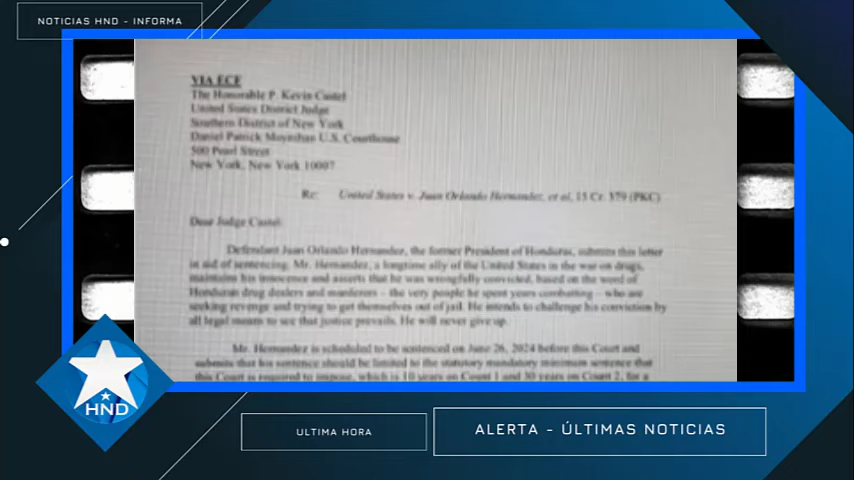 NOTICIAS HND - INFORMA
VIA ECF
The Honorable P. Kevin Castel
United States District Judge
Southern District of New York
Daniel Patrick Moynihan U.S. Courthouse
500 Pearl Street
New York, New York 10007
Re: United States v. Juan Orlando Hernandez, et al, 15 Cr. 379 (PKC)
Dear Judge Castel:
Defendant Juan Orlando Hernandez, the former President of Honduras, submits this letter
in aid of sentencing. Mr. Hernandez, a longtime ally of the United States in the war on drugs,
maintains his innocence and asserts that he was wrongfully convicted, based on the word of
Honduran drug dealers and murderers – the very people he spent years combatting – who are
seeking revenge and trying to get themselves out of jail. He intends to challenge his conviction by
all legal means to see that justice prevails. He will never give up.
Mr. Hernandez is scheduled to be sentenced on June 26, 2024 before this Court and
submits that his sentence should be limited to the statutory mandatory minimum sentence that
this Court is required to impose, which is 10 years on Count 1 and 30 years on Count 2, for a
HND
ULTIMA HORA
ALERTA - ÚLTIMAS NOTICIAS